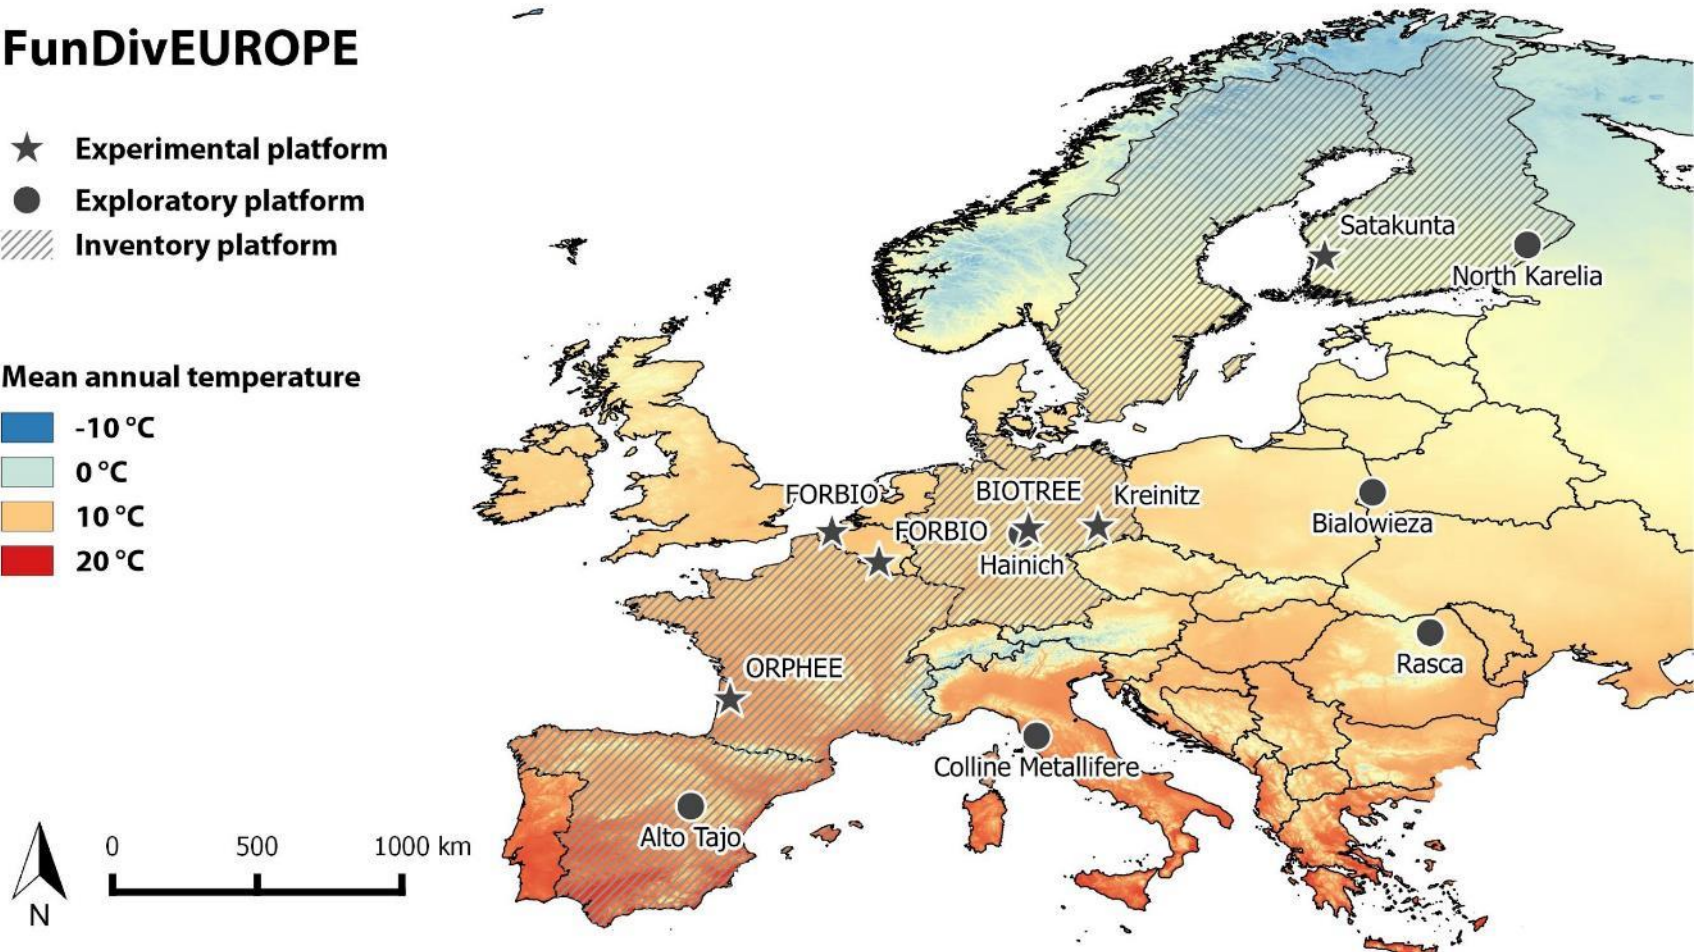 FunDivEUROPE
Experimental platform
Exploratory platform
Inventory platform
Mean annual temperature
-10 °C
0 °C
10 °C
20 °C
0 500 1000 km
N
Satakunta
North Karelia
FORBIO
BIOTREE
Kreinitz
FORBIO
Hainich
Bialowieza
Rasca
ORPHEE
Colline Metallifere
Alto Tajo